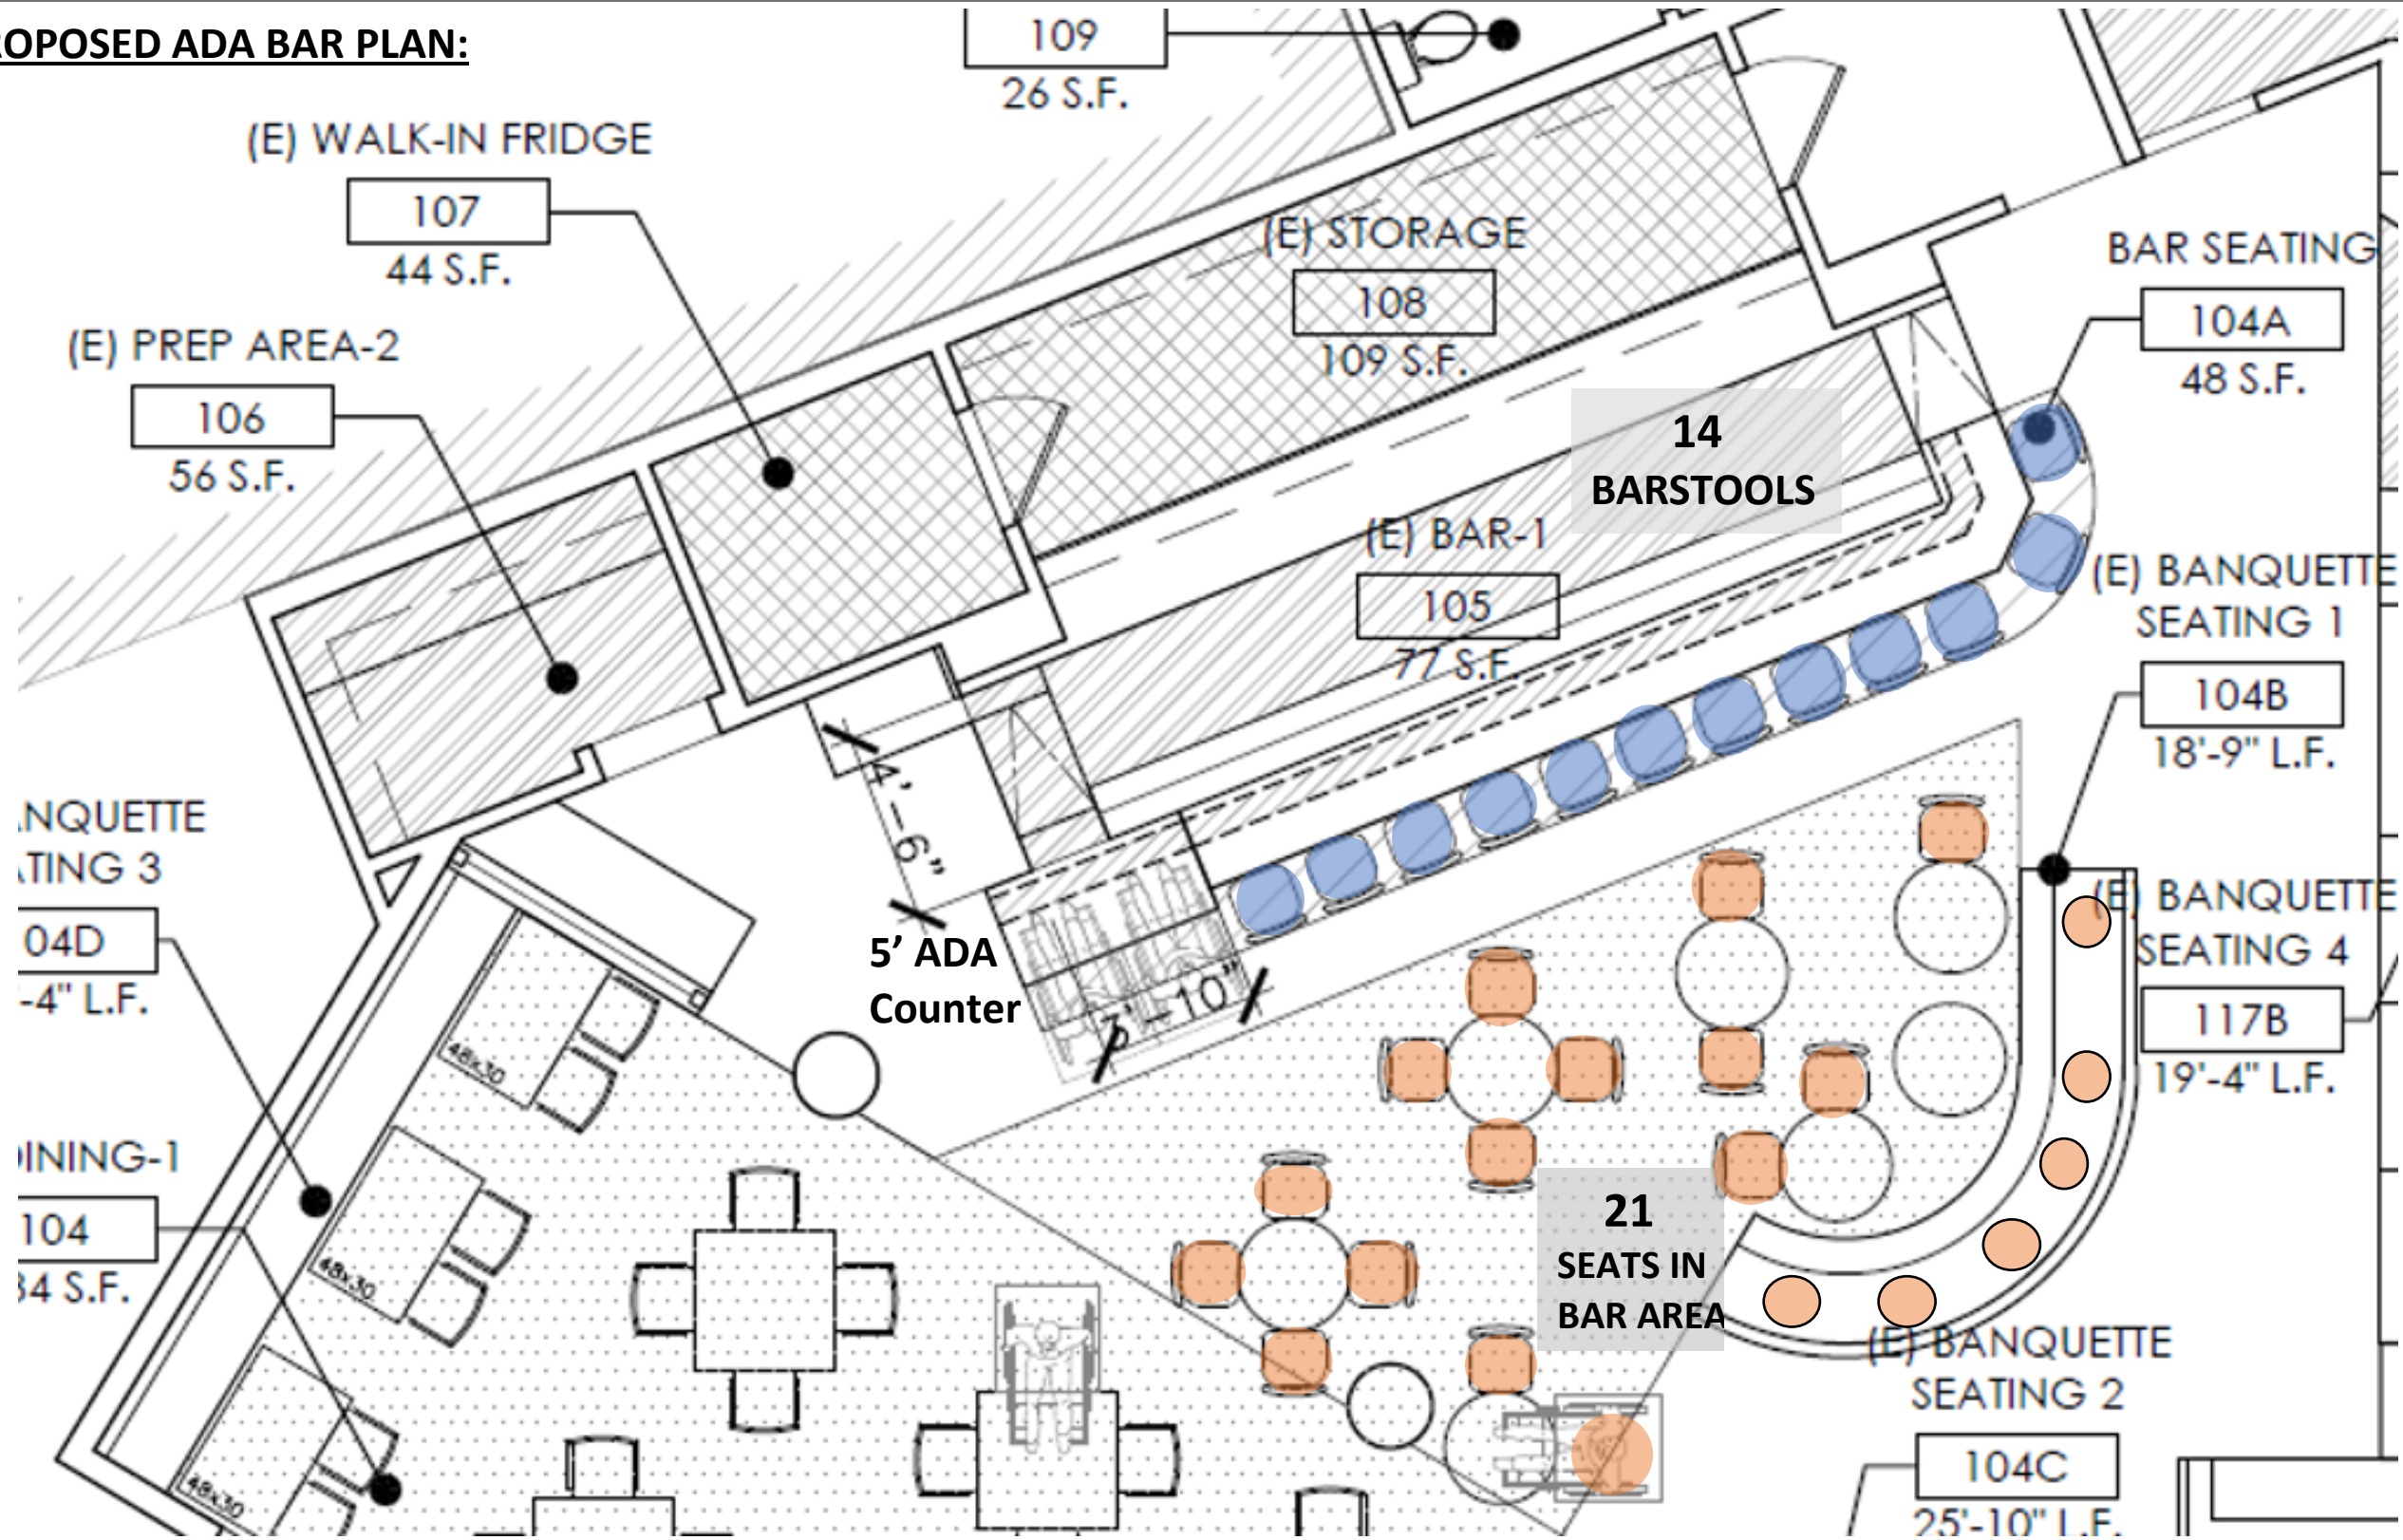 ROPOSED ADA BAR PLAN:
109
26 S.F.
(E) WALK-IN FRIDGE
107
44 S.F.
(E) STORAGE
108
109 S.F.
BAR SEATING
104A
48 S.F.
(E) PREP AREA-2
106
56 S.F.
14
BARSTOOLS
(E) BAR-1
105
77 S.F.
(E) BANQUETTE
SEATING 1
104B
18'-9" L.F.
4'-6"
NQUETTE
ATING 3
04D
-4" L.F.
(E) BANQUETTE
SEATING 4
117B
19'-4" L.F.
5' ADA
Counter
-10"
48x30
48x30
48x30
INING-1
104
34 S.F.
21
SEATS IN
BAR AREA
(E) BANQUETTE
SEATING 2
104C
25'-10" L.F.